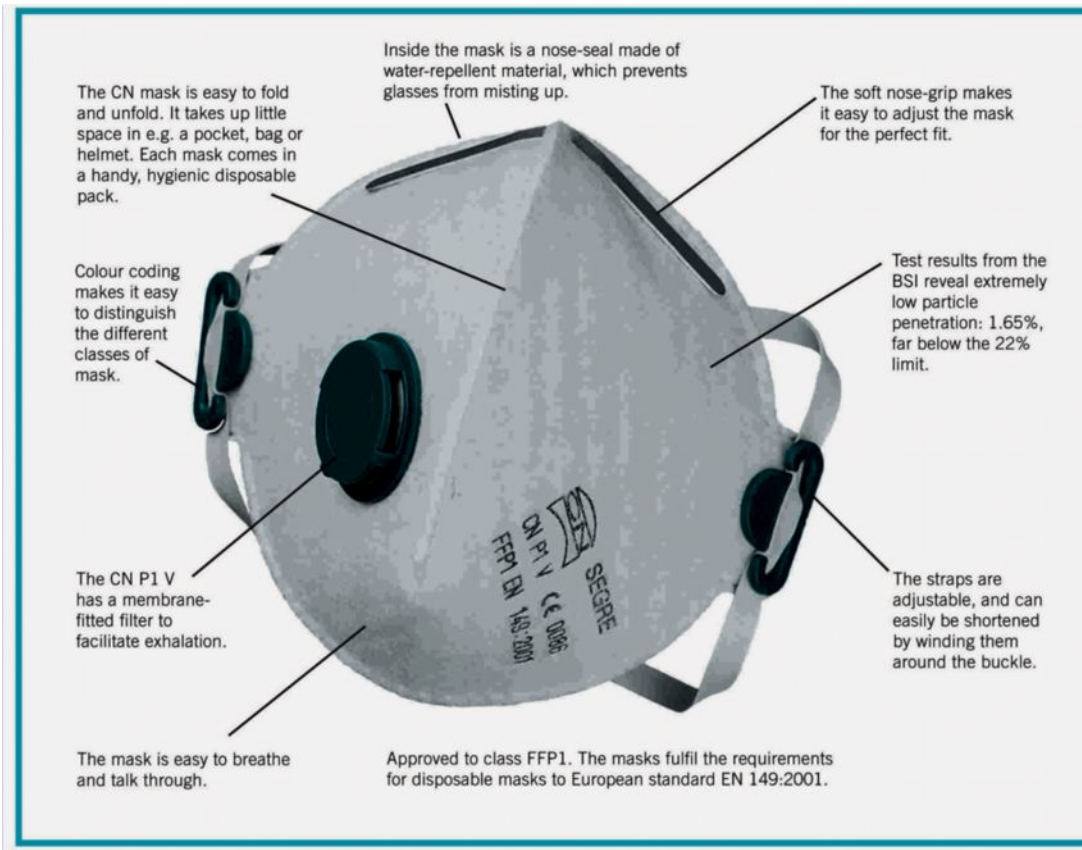 Inside the mask is a nose-seal made of
water-repellent material, which prevents
glasses from misting up.
The CN mask is easy to fold
and unfold. It takes up little
space in e.g. a pocket, bag or
helmet. Each mask comes in
a handy, hygienic disposable
pack.
The soft nose-grip makes
it easy to adjust the mask
for the perfect fit.
Colour coding
makes it easy
to distinguish
the different
classes of
mask.
Test results from the
BSI reveal extremely
low particle
penetration: 1.65%,
far below the 22%
limit.
SN SEGRE
CN P1 V CE 0086
FFP1 EN 149:2001
The CN P1 V
has a membrane-
fitted filter to
facilitate exhalation.
The straps are
adjustable, and can
easily be shortened
by winding them
around the buckle.
The mask is easy to breathe
and talk through.
Approved to class FFP1. The masks fulfil the requirements
for disposable masks to European standard EN 149:2001.